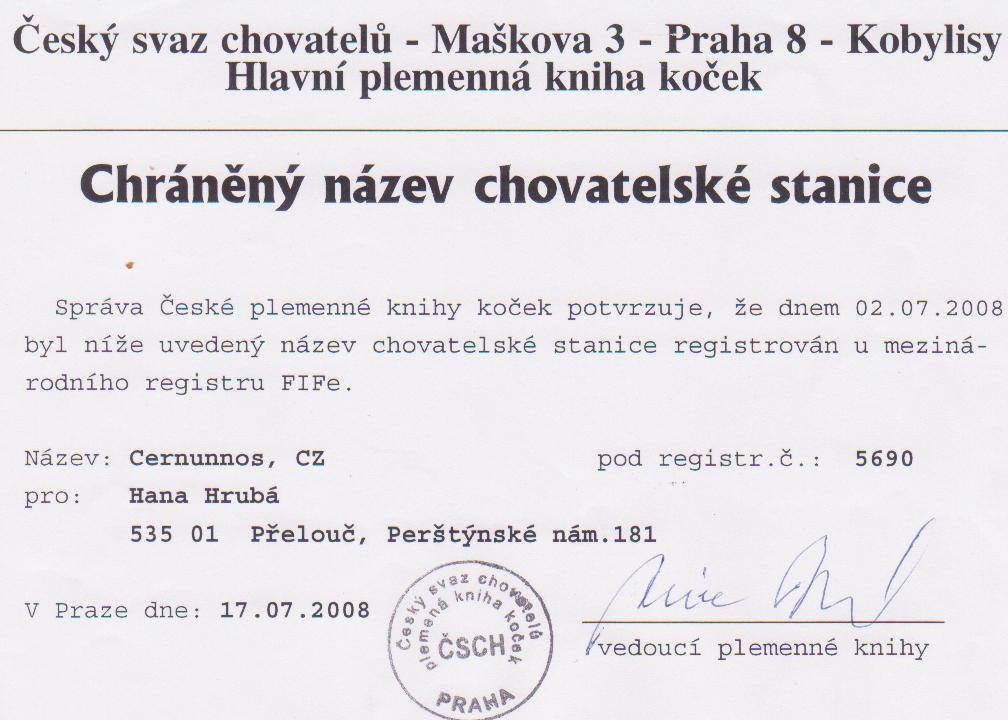 Český svaz chovatelů - Maškova 3 - Praha 8 - Kobylisy
Hlavní plemenná kniha koček
Chráněný název chovatelské stanice
Správa České plemenné knihy koček potvrzuje, že dnem 02.07.2008
byl níže uvedený název chovatelské stanice registrován u meziná-
rodního registru FIFe.
Název: Cernunnos, CZ pod registr.č.: 5690
pro: Hana Hrubá
535 01 Přelouč, Perštýnské nám.181
V Praze dne: 17.07.2008
vedoucí plemenné knihy
Český svaz chovatelů
plemená kniha koček
ČSCH
PRAHA